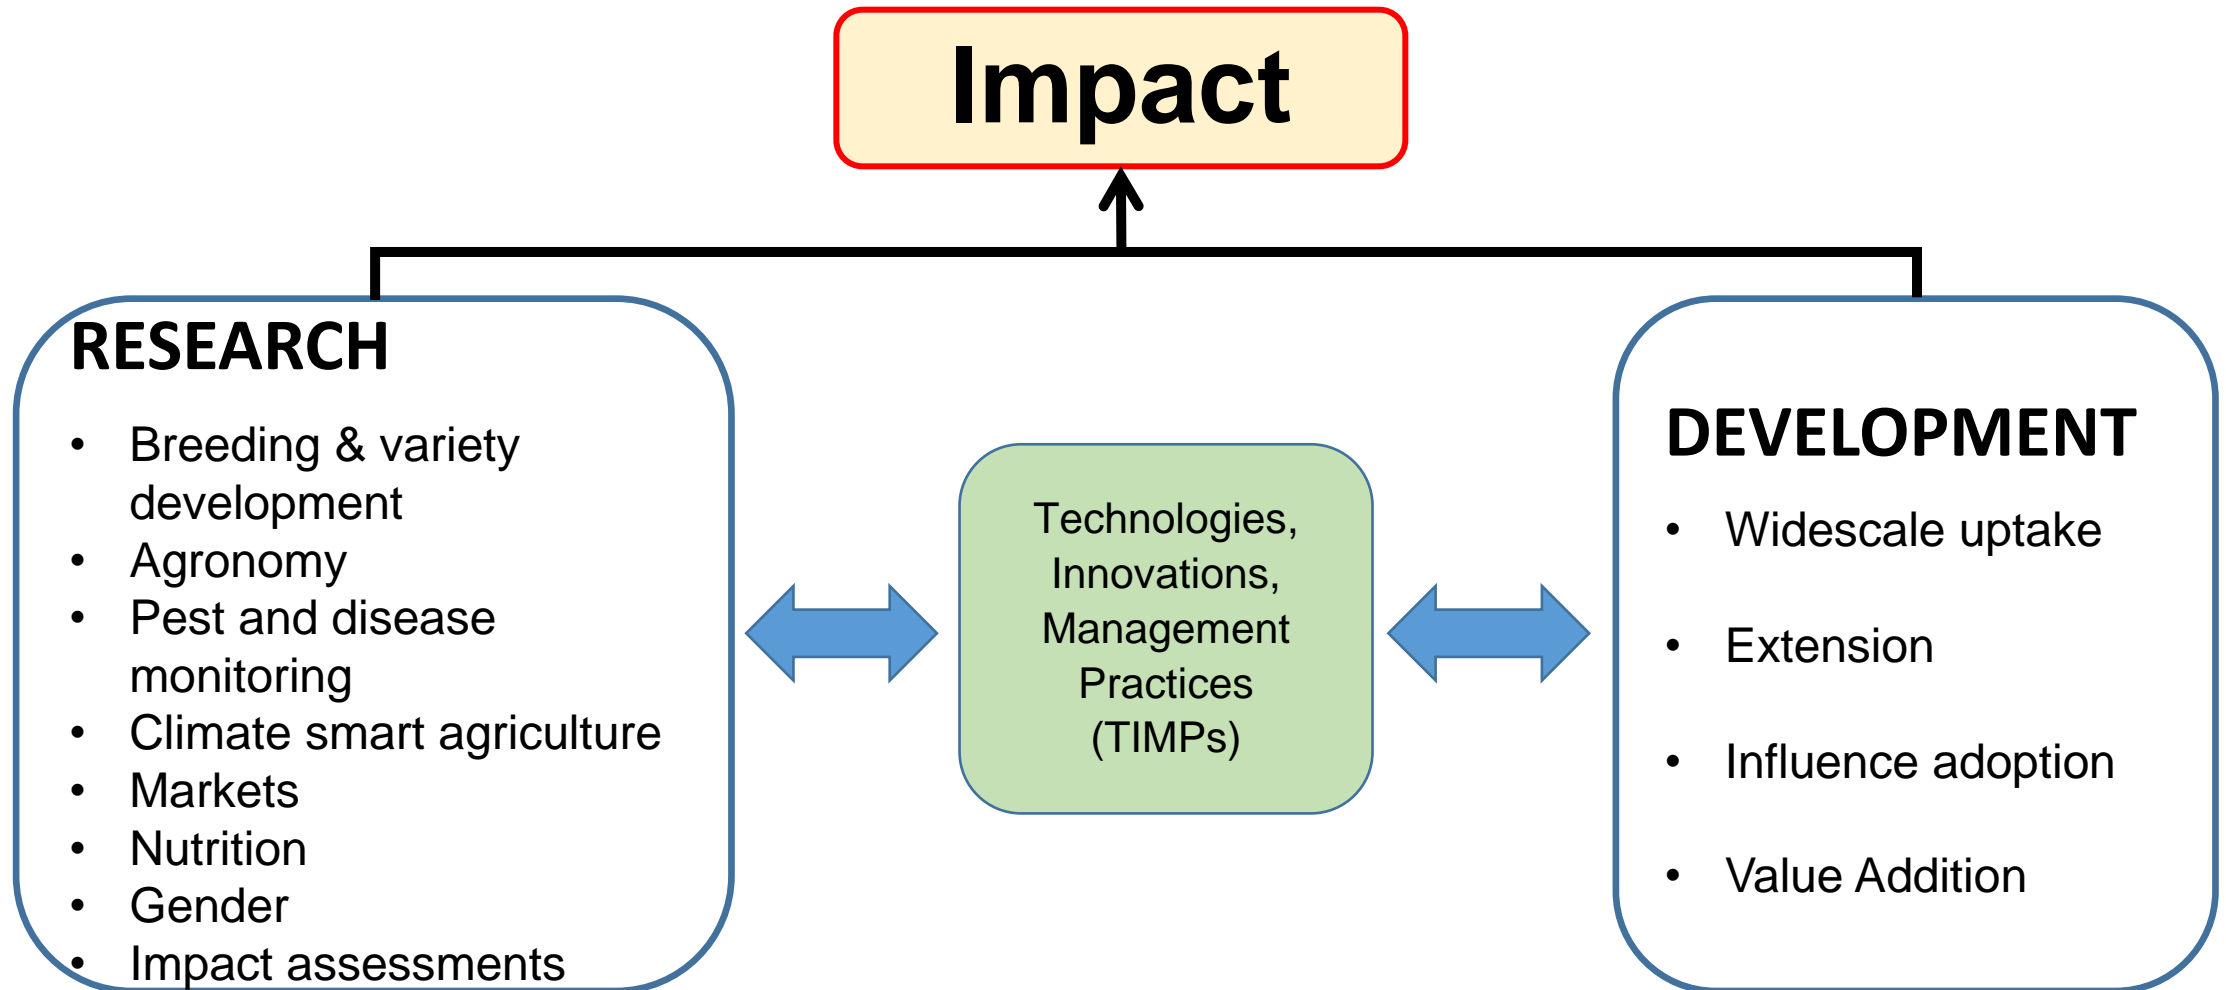 Impact
RESEARCH
• Breeding & variety
development
• Agronomy
• Pest and disease
monitoring
• Climate smart agriculture
• Markets
• Nutrition
• Gender
• Impact assessments
Technologies,
Innovations,
Management
Practices
(TIMPs)
DEVELOPMENT
• Widescale uptake
• Extension
• Influence adoption
• Value Addition